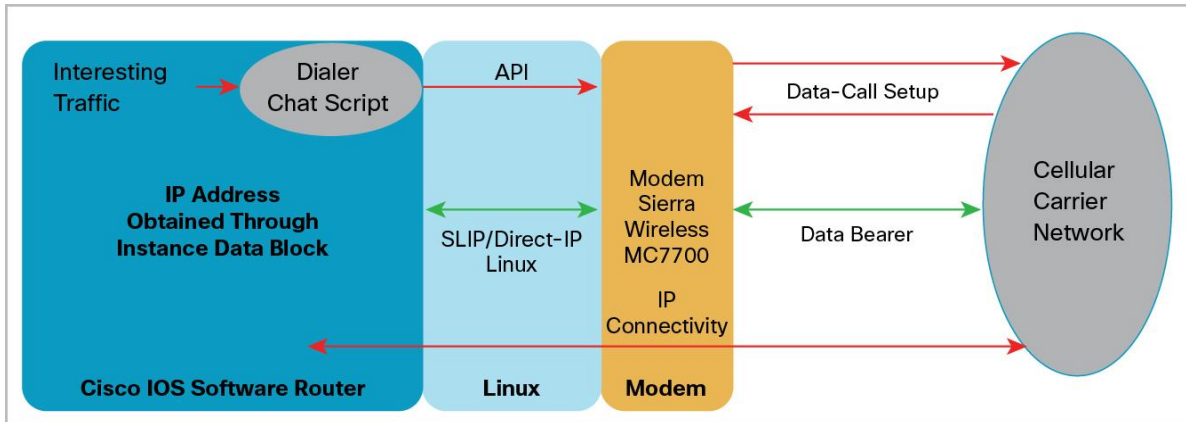 Interesting
Traffic
Dialer
Chat Script
API
Data-Call Setup
IP Address
Obtained Through
Instance Data Block
SLIP/Direct-IP
Linux
Modem
Sierra
Wireless
MC7700
Data Bearer
Cellular
Carrier
Network
IP
Connectivity
Cisco IOS Software Router
Linux
Modem